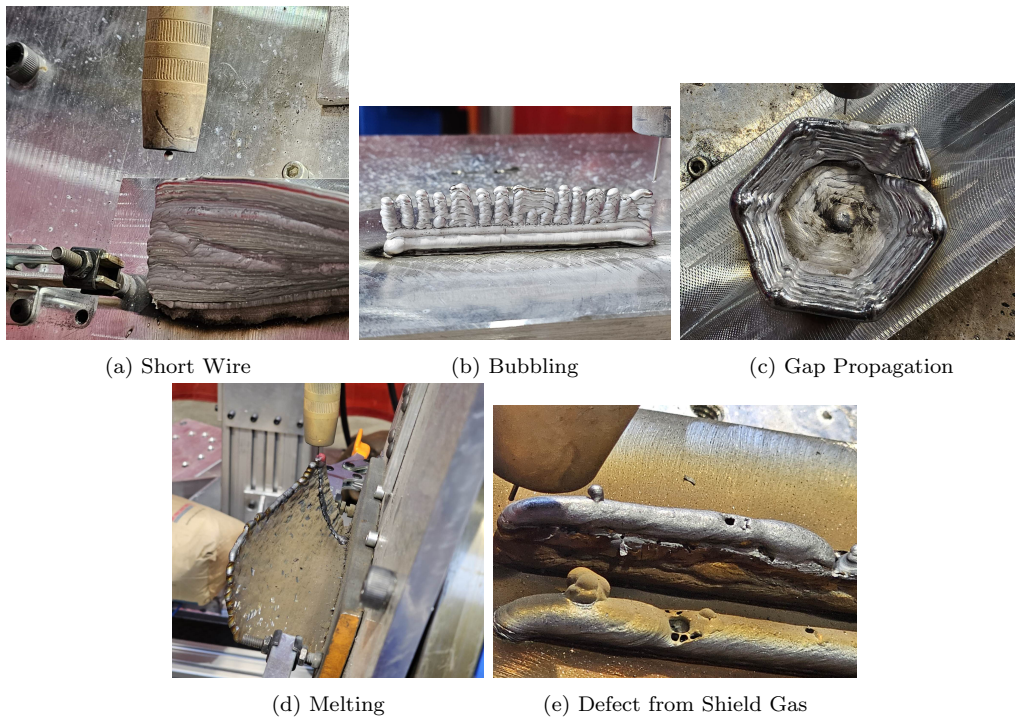 (a) Short Wire
(b) Bubbling
(c) Gap Propagation
(d) Melting
(e) Defect from Shield Gas